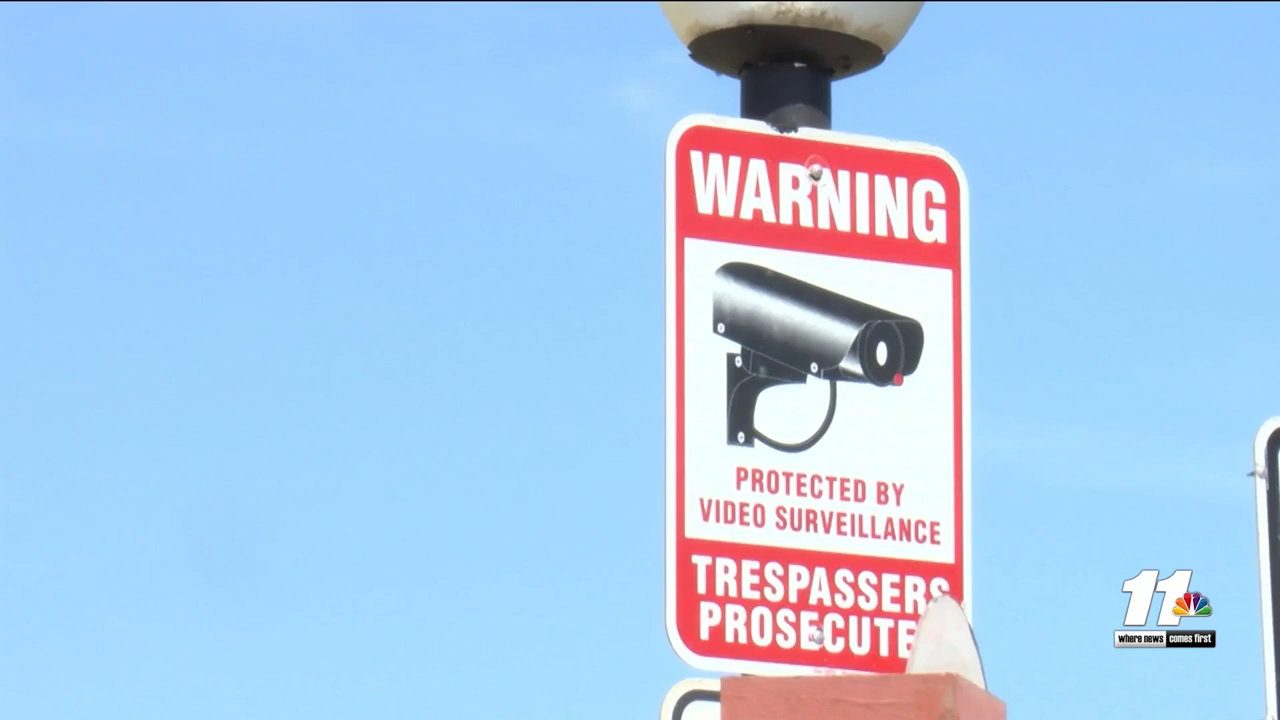 WARNING
PROTECTED BY
VIDEO SURVEILLANCE
TRESPASSERS
PROSECUTE
11
where news comes first